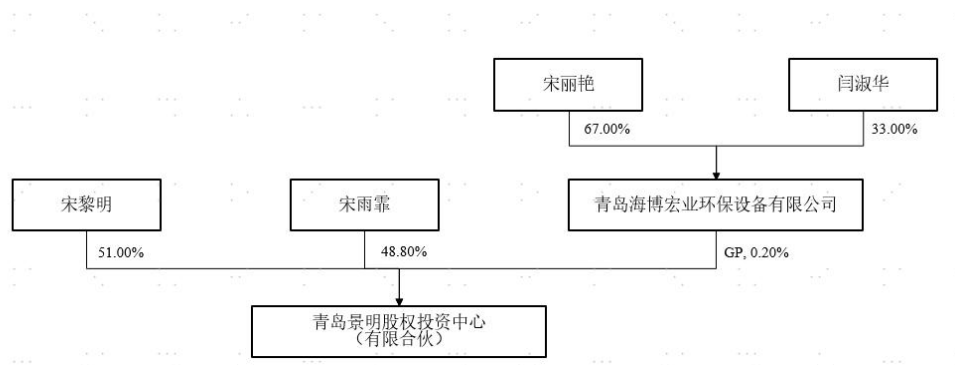 宋丽艳
闫淑华
67.00%
33.00%
宋黎明
宋雨霏
青岛海博宏业环保设备有限公司
51.00%
48.80%
GP, 0.20%
青岛景明股权投资中心
（有限合伙）